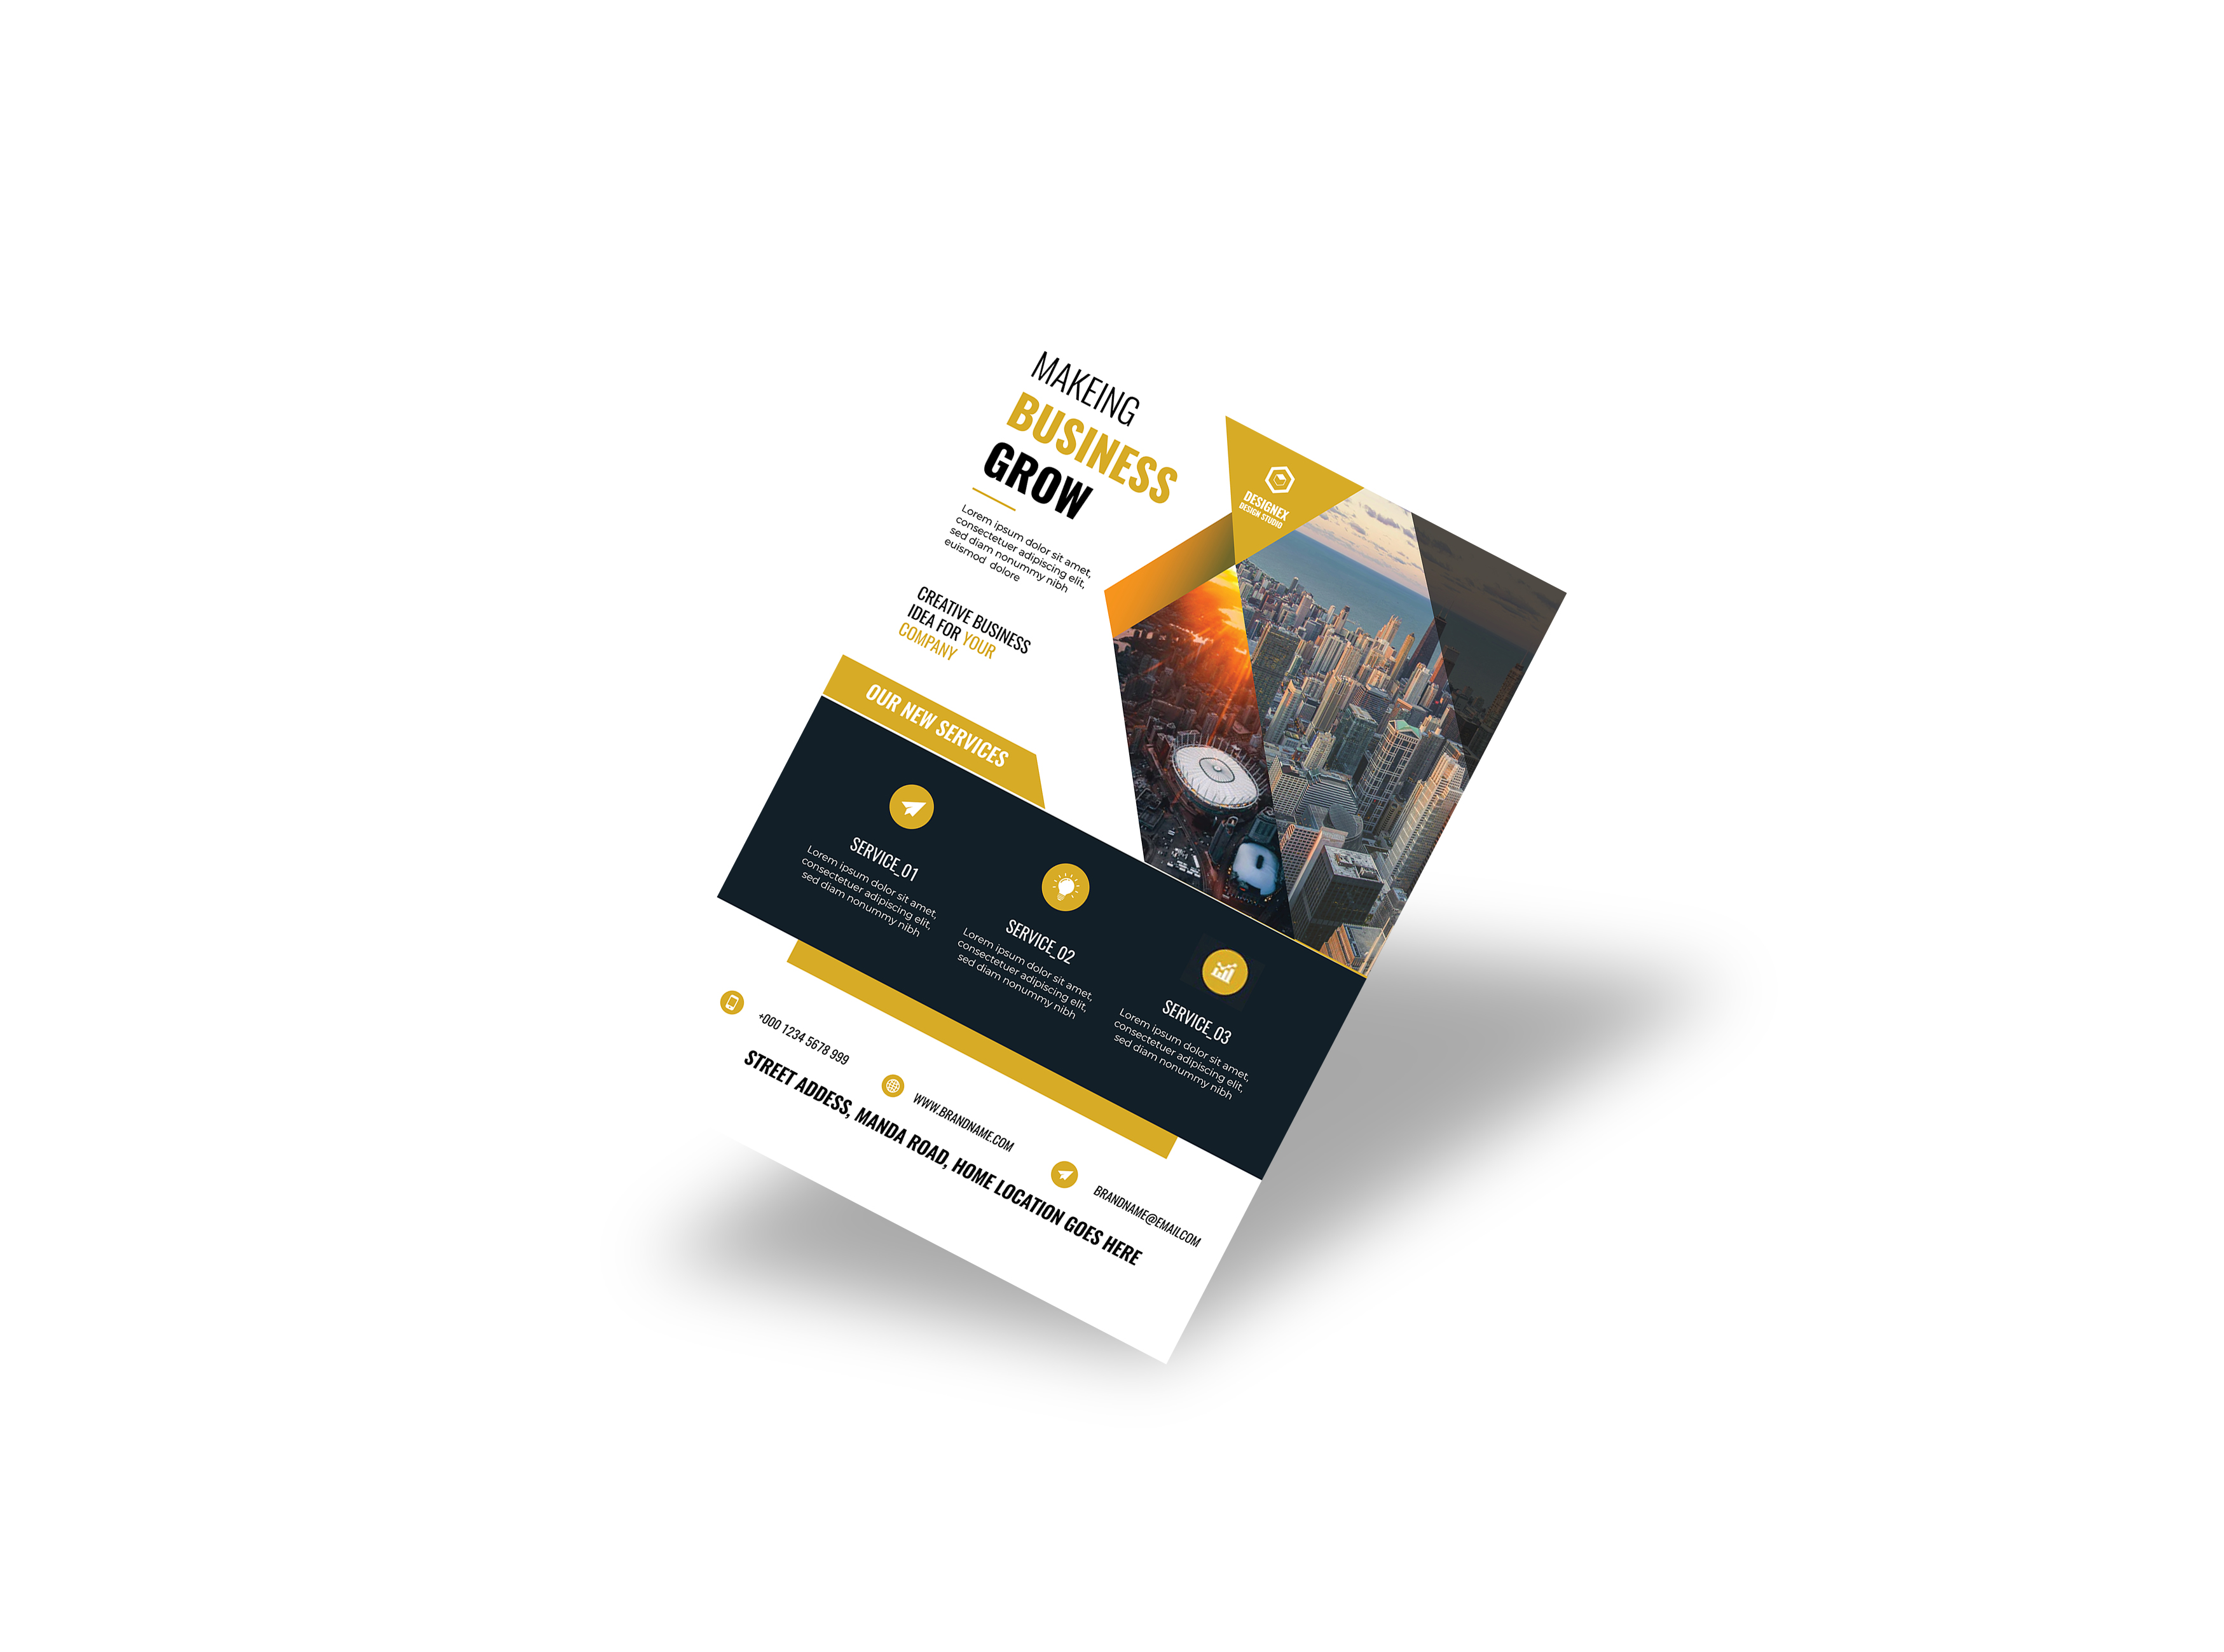 MAKEING
BUSINESS
GROW
Lorem ipsum dolor sit amet,
consectetuer adipiscing elit,
sed diam nonummy nibh
euismod dolore
CREATIVE BUSINESS
IDEA FOR YOUR
COMPANY
DESIGNEX
DESIGN STUDIO
OUR NEW SERVICES
SERVICE_01
Lorem ipsum dolor sit amet,
consectetuer adipiscing elit,
sed diam nonummy nibh
SERVICE_02
Lorem ipsum dolor sit amet,
consectetuer adipiscing elit,
sed diam nonummy nibh
SERVICE_03
Lorem ipsum dolor sit amet,
consectetuer adipiscing elit,
sed diam nonummy nibh
+000 1234 5678 999
WWW.BRANDNAME.COM
BRANDNAME@EMAILCOM
STREET ADDESS, MANDA ROAD, HOME LOCATION GOES HERE